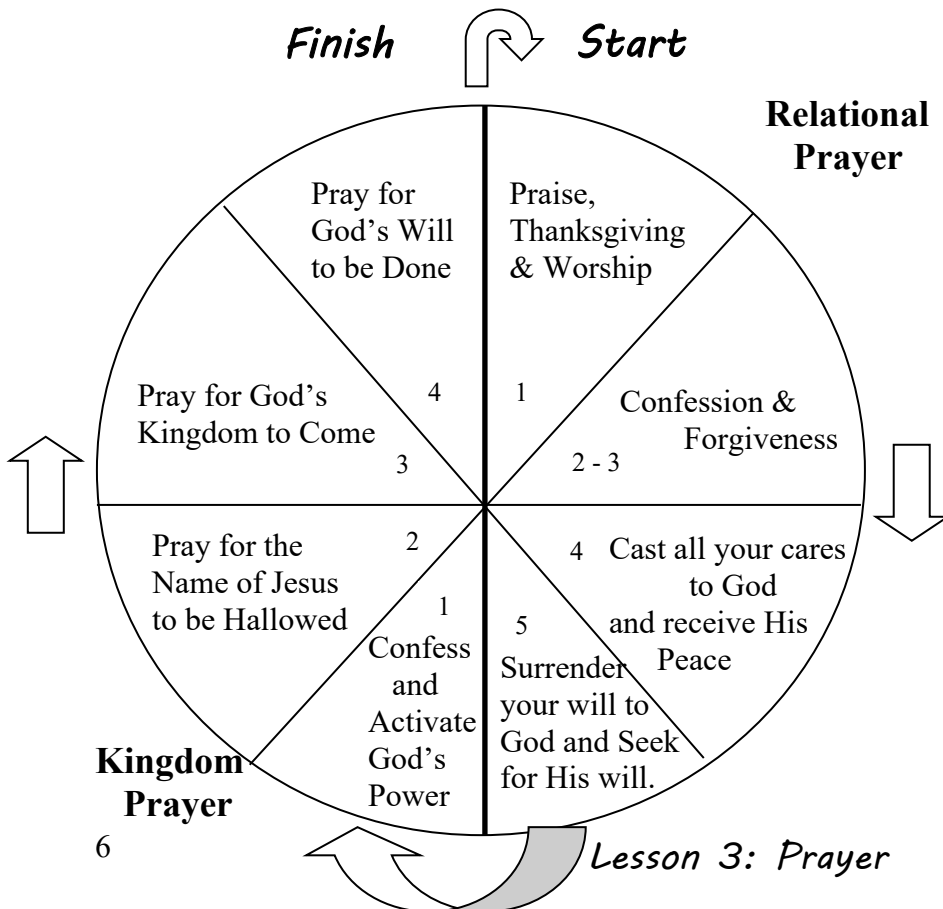 Finish
Start
Relational
Prayer
Praise,
Thanksgiving
& Worship
1
Confession &
Forgiveness
2 - 3
4
Cast all your cares
to God
and receive His
Peace
5
Surrender
your will to
God and Seek
for His will.
1
Confess
and
Activate
God's
Power
2
Pray for the
Name of Jesus
to be Hallowed
Pray for God's
Kingdom to Come
3
Pray for
God's Will
to be Done
4
Kingdom
Prayer
6
Lesson 3: Prayer